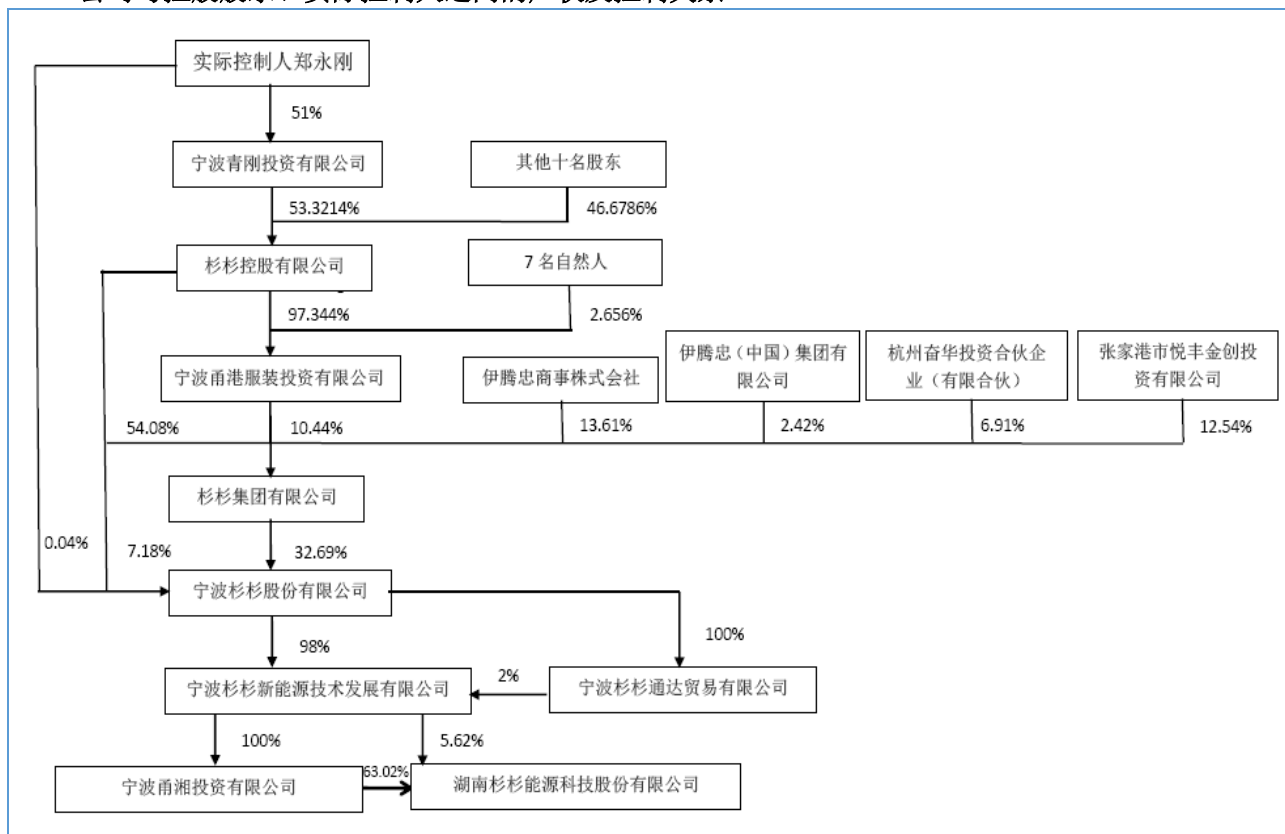 实际控制人郑永刚
51%
宁波青刚投资有限公司
其他十名股东
53.3214%
46.6786%
杉杉控股有限公司
7 名自然人
97.344%
2.656%
宁波甬港服装投资有限公司
伊腾忠商事株式会社
伊腾忠（中国）集团有
限公司
杭州奋华投资合伙企
业（有限合伙）
张家港市悦丰金创投
资有限公司
54.08%
10.44%
13.61%
2.42%
6.91%
12.54%
杉杉集团有限公司
0.04%
7.18%
32.69%
宁波杉杉股份有限公司
98%
100%
宁波杉杉新能源技术发展有限公司
2%
宁波杉杉通达贸易有限公司
100%
5.62%
宁波甬湘投资有限公司
63.02%
湖南杉杉能源科技股份有限公司